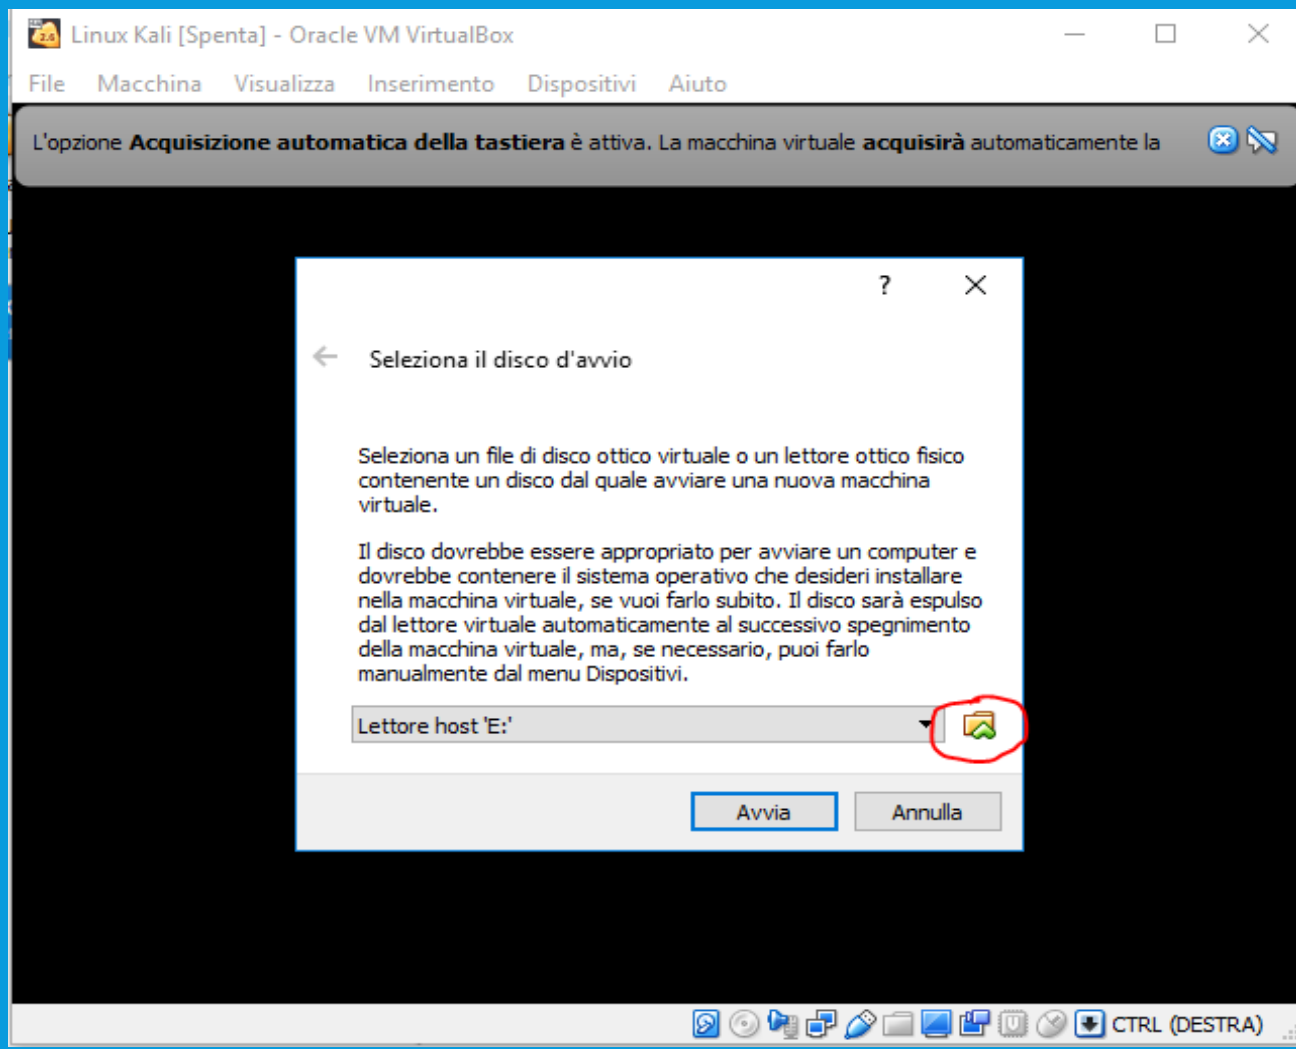 Linux Kali [Spenta] - Oracle VM VirtualBox
File Macchina Visualizza Inserimento Dispositivi Aiuto
L'opzione Acquisizione automatica della tastiera è attiva. La macchina virtuale acquisirà automaticamente la
?
Seleziona il disco d'avvio
Seleziona un file di disco ottico virtuale o un lettore ottico fisico
contenente un disco dal quale avviare una nuova macchina
virtuale.
Il disco dovrebbe essere appropriato per avviare un computer e
dovrebbe contenere il sistema operativo che desideri installare
nella macchina virtuale, se vuoi farlo subito. Il disco sarà espulso
dal lettore virtuale automaticamente al successivo spegnimento
della macchina virtuale, ma, se necessario, puoi farlo
manualmente dal menu Dispositivi.
Lettore host 'E:'
Avvia Annulla
CTRL (DESTRA)